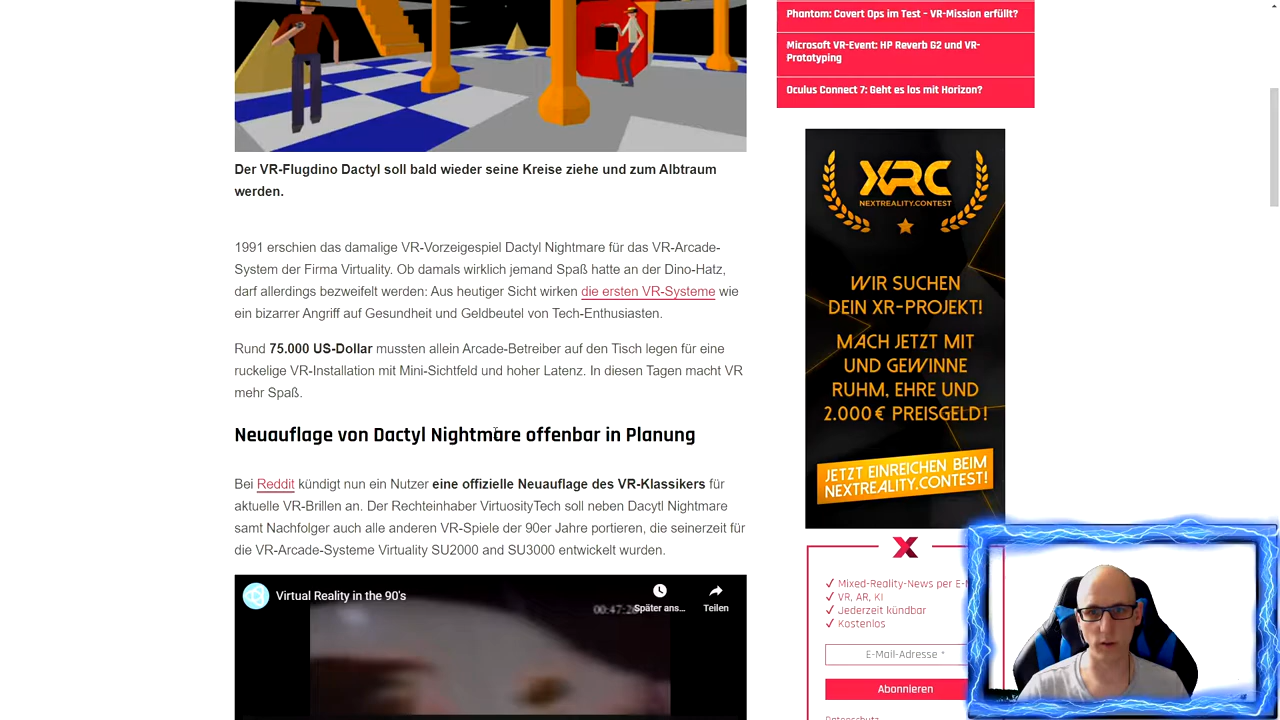 Der VR-Flugdino Dactyl soll bald wieder seine Kreise ziehe und zum Albtraum
werden.
1991 erschien das damalige VR-Vorzeigespiel Dactyl Nightmare für das VR-Arcade-
System der Firma Virtuality. Ob damals wirklich jemand Spaß hatte an der Dino-Hatz,
darf allerdings bezweifelt werden: Aus heutiger Sicht wirken die ersten VR-Systeme wie
ein bizarrer Angriff auf Gesundheit und Geldbeutel von Tech-Enthusiasten.
Rund 75.000 US-Dollar mussten allein Arcade-Betreiber auf den Tisch legen für eine
ruckelige VR-Installation mit Mini-Sichtfeld und hoher Latenz. In diesen Tagen macht VR
mehr Spaß.
Neuauflage von Dactyl Nightmare offenbar in Planung
Bei Reddit kündigt nun ein Nutzer eine offizielle Neuauflage des VR-Klassikers für
aktuelle VR-Brillen an. Der Rechteinhaber VirtuosityTech soll neben Dacytl Nightmare
samt Nachfolger auch alle anderen VR-Spiele der 90er Jahre portieren, die seinerzeit für
die VR-Arcade-Systeme Virtuality SU2000 and SU3000 entwickelt wurden.
Virtual Reality in the 90's
Später ans...
Teilen
Phantom: Covert Ops im Test – VR-Mission erfüllt?
Microsoft VR-Event: HP Reverb G2 und VR-
Prototyping
Oculus Connect 7: Geht es los mit Horizon?
XRC
NEXTREALITY.CONTEST
WIR SUCHEN
DEIN XR-PROJEKT!
MACH JETZT MIT
UND GEWINNE
RUHM, EHRE UND
2.000 € PREISGELD!
JETZT EINREICHEN BEIM
NEXTREALITY.CONTEST!
X
✓ Mixed-Reality-News per E-
✓ VR, AR, KI
✓ Jederzeit kündbar
✓ Kostenlos
E-Mail-Adresse *
Abonnieren